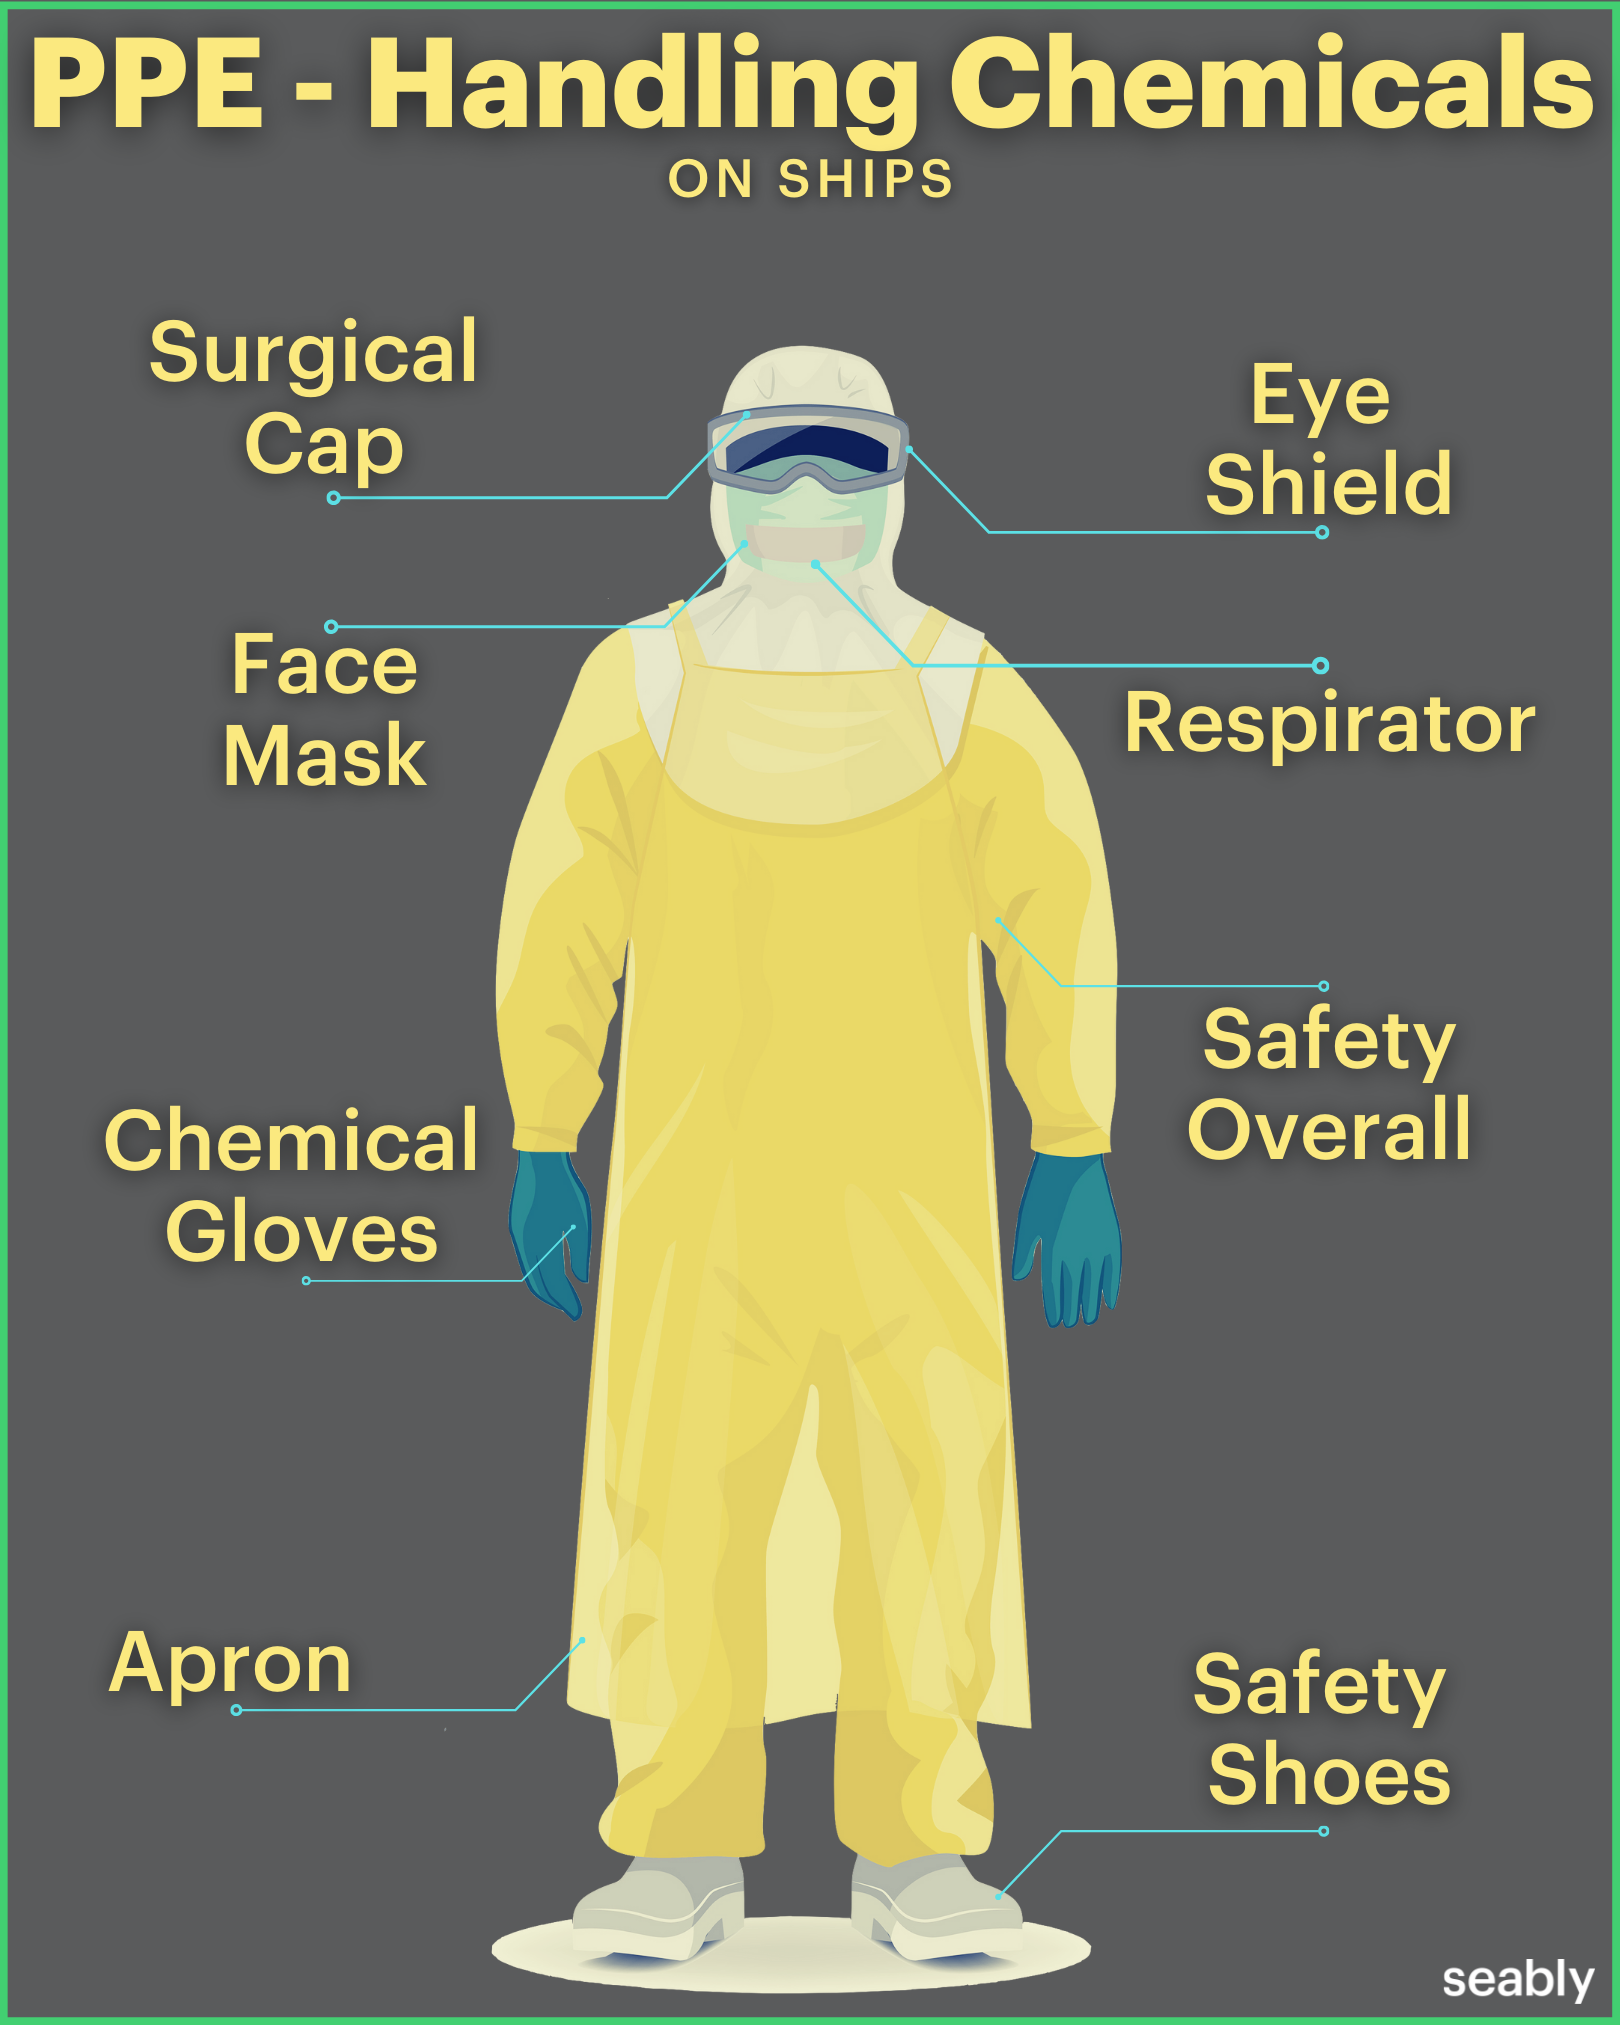 PPE - Handling Chemicals
ON SHIPS
Surgical
Cap
Eye
Shield
Face
Mask
Respirator
Safety
Overall
Chemical
Gloves
Apron
Safety
Shoes
seably